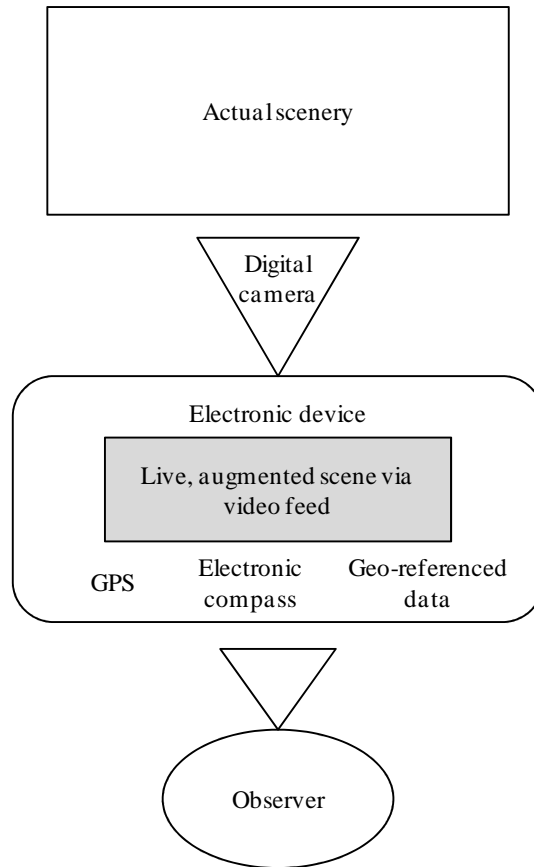 Actual scenery
Digital
camera
Electronic device
Live, augmented scene via
video feed
GPS
Electronic
compass
Geo-referenced
data
Observer